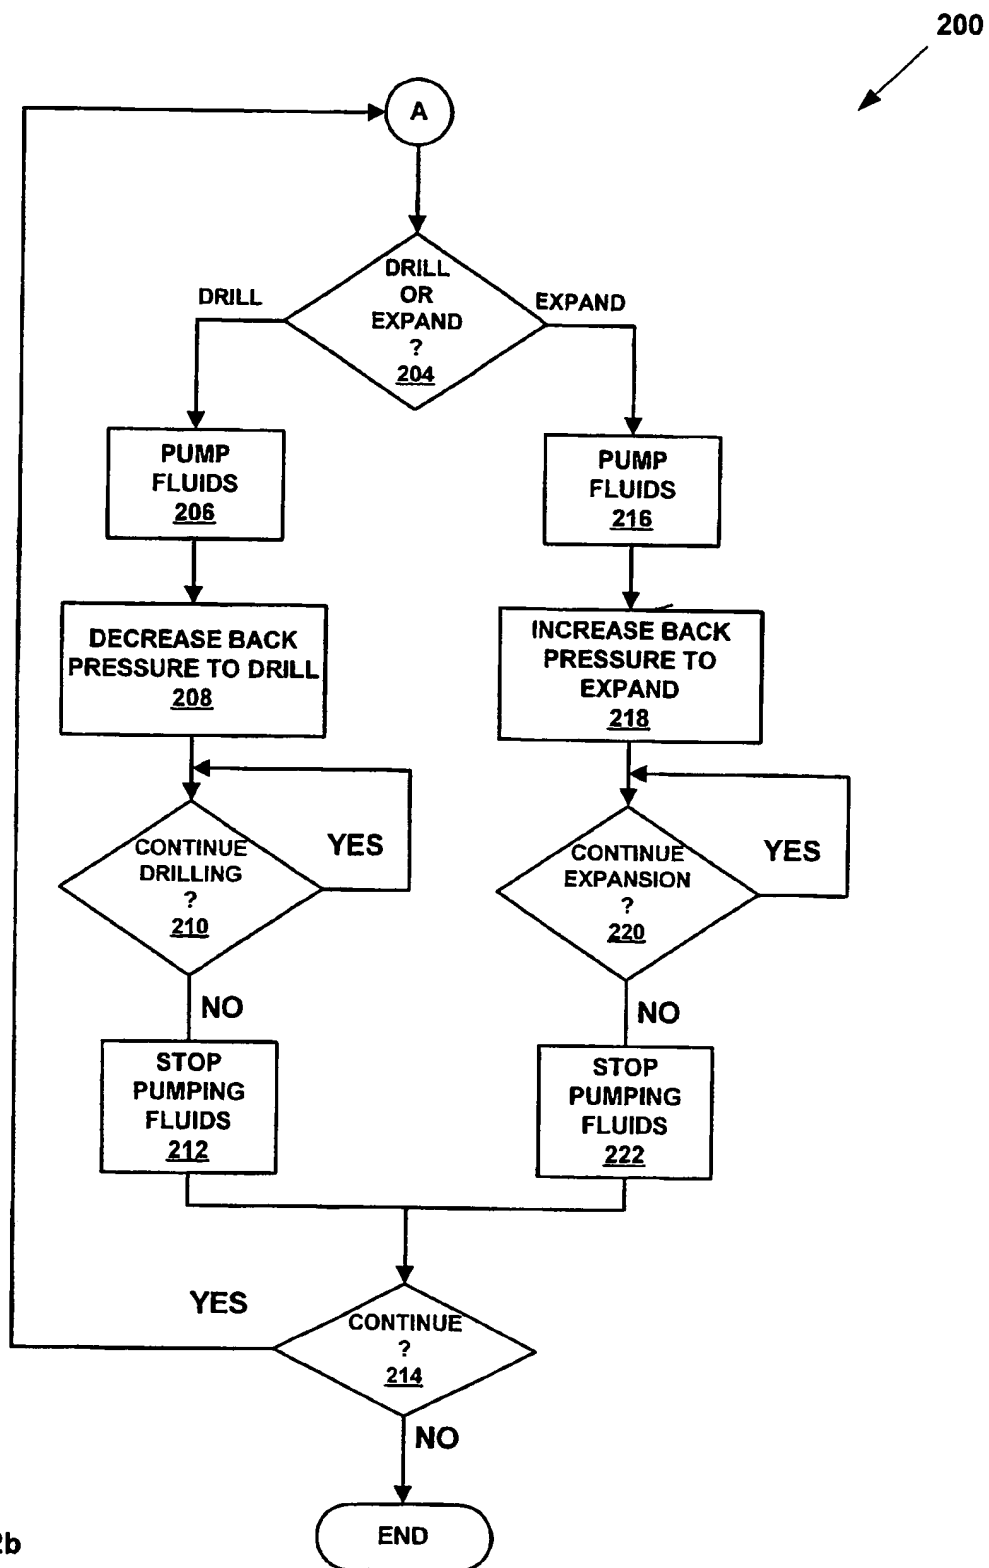 200
A
DRILL
OR
EXPAND
?
204
DRILL
EXPAND
PUMP
FLUIDS
206
PUMP
FLUIDS
216
DECREASE BACK
PRESSURE TO DRILL
208
INCREASE BACK
PRESSURE TO
EXPAND
218
CONTINUE
DRILLING
?
210
YES
CONTINUE
EXPANSION
?
220
YES
NO
NO
STOP
PUMPING
FLUIDS
212
STOP
PUMPING
FLUIDS
222
YES
CONTINUE
?
214
NO
END
2b